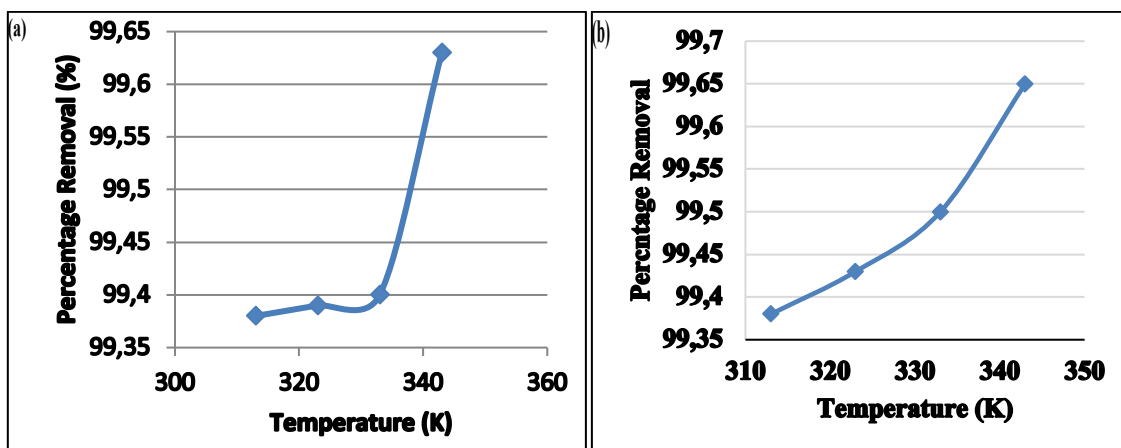 (a)
Percentage Removal (%)
99,65
99,6
99,55
99,5
99,45
99,4
99,35
300 320 340 360
Temperature (K)
(b)
Percntage Removal
99,7
99,65
99,6
99,55
99,5
99,45
99,4
99,35
310 320 330 340 350
Temperature (K)